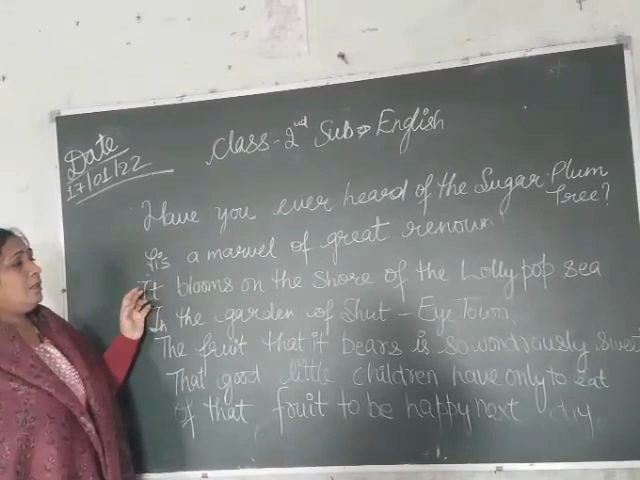 Date
17/01/22
Class - 2nd Sub => English
Have you ever heard of the Sugar-Plum Tree?
'Tis a marvel of great renown!
It blooms on the Shore of the Lollypop sea
In the garden of Shut - Eye Town,
The fruit that it bears is so wondrously Sweet
That good little children have only to eat
Of that fruit to be happy next day